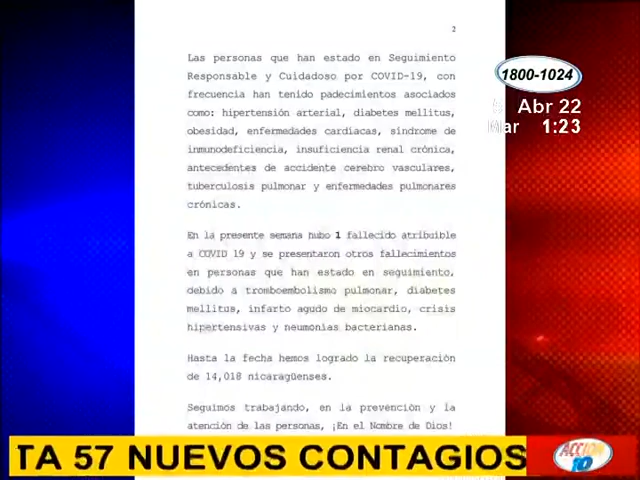 2
Las personas que han estado en Seguimiento
Responsable y Cuidadoso por COVID-19, con
frecuencia han tenido padecimientos asociados
como: hipertensión arterial, diabetes mellitus,
obesidad, enfermedades cardíacas, síndrome de
inmunodeficiencia, insuficiencia renal crónica,
antecedentes de accidente cerebro vasculares,
tuberculosis pulmonar y enfermedades pulmonares
crónicas.
En la presente semana hubo 1 fallecido atribuible
a COVID 19 y se presentaron otros fallecimientos
en personas que han estado en seguimiento,
debido a tromboembolismo pulmonar, diabetes
mellitus, infarto agudo de miocardio, crisis
hipertensivas y neumonías bacterianas.
Hasta la fecha hemos logrado la recuperación
de 14,018 nicaragüenses.
Seguimos trabajando, en la prevención y la
atención de las personas, ¡En el Nombre de Dios!
1800-1024
Abr 22
Mar 1:23
TA 57 NUEVOS CONTAGIOS
ACCION
10